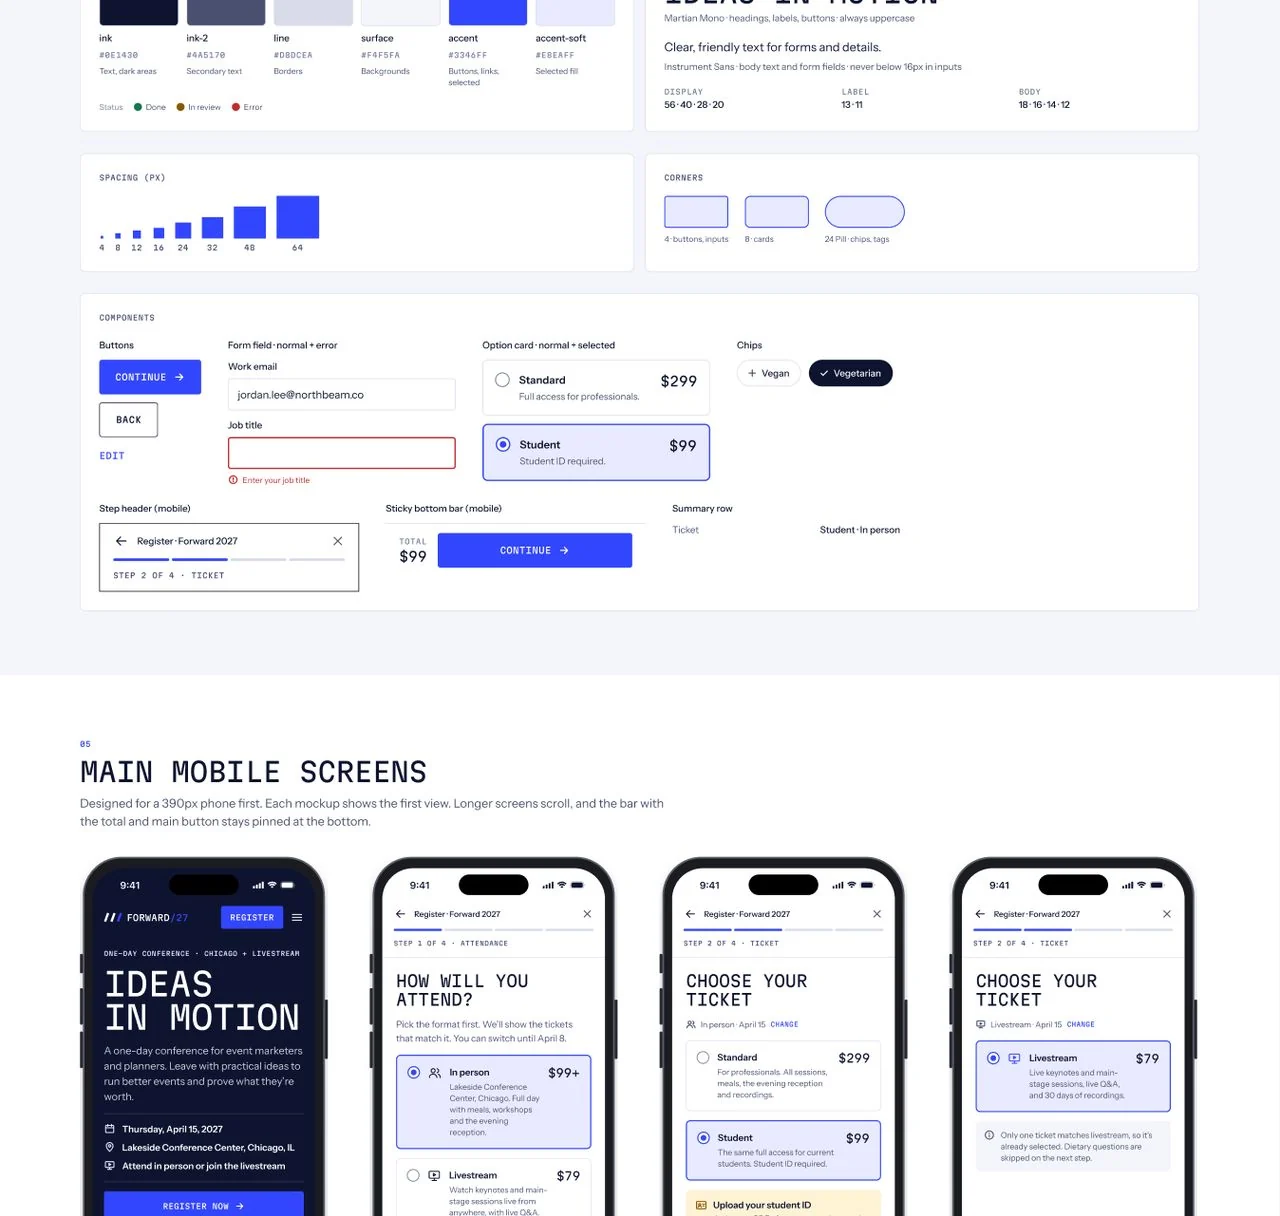 IDEAS IN MOTION
ink
#0E1430
Text, dark areas
ink-2
#4A5170
Secondary text
line
#D8DCEA
Borders
surface
#F4F5FA
Backgrounds
accent
#3346FF
Buttons, links,
selected
accent-soft
#E8EAFF
Selected fill
Status
Done
In review
Error
Martian Mono · headings, labels, buttons · always uppercase
Clear, friendly text for forms and details.
Instrument Sans · body text and form fields · never below 16px in inputs
DISPLAY
56·40·28·20
LABEL
13·11
BODY
18·16·14·12
SPACING (PX)
4 8 12 16 24 32 48 64
CORNERS
4 · buttons, inputs
8 · cards
24 Pill · chips, tags
COMPONENTS
Buttons
CONTINUE →
BACK
EDIT
Form field · normal + error
Work email
jordan.lee@northbeam.co
Job title
Enter your job title
Option card · normal + selected
Standard $299
Full access for professionals.
Student $99
Student ID required.
Chips
+ Vegan
✓ Vegetarian
Step header (mobile)
← Register · Forward 2027 ×
STEP 2 OF 4 · TICKET
Sticky bottom bar (mobile)
TOTAL
$99
CONTINUE →
Summary row
Ticket Student · In person
05
MAIN MOBILE SCREENS
Designed for a 390px phone first. Each mockup shows the first view. Longer screens scroll, and the bar with
the total and main button stays pinned at the bottom.
9:41
FORWARD/27
REGISTER
ONE-DAY CONFERENCE · CHICAGO + LIVESTREAM
IDEAS
IN MOTION
A one-day conference for event marketers
and planners. Leave with practical ideas to
run better events and prove what they're
worth.
Thursday, April 15, 2027
Lakeside Conference Center, Chicago, IL
Attend in person or join the livestream
REGISTER NOW →
9:41
← Register · Forward 2027 ×
STEP 1 OF 4 · ATTENDANCE
HOW WILL YOU
ATTEND?
Pick the format first. We'll show the tickets
that match it. You can switch until April 8.
In person $99+
Lakeside Conference
Center, Chicago. Full day
with meals, workshops
and the evening
reception.
Livestream $79
Watch keynotes and main-
stage sessions live from
anywhere, with live Q&A.
9:41
← Register · Forward 2027 ×
STEP 2 OF 4 · TICKET
CHOOSE YOUR
TICKET
In person · April 15 CHANGE
Standard $299
For professionals. All sessions,
meals, the evening reception
and recordings.
Student $99
The same full access for current
students. Student ID required.
Upload your student ID
9:41
← Register · Forward 2027 ×
STEP 2 OF 4 · TICKET
CHOOSE YOUR
TICKET
Livestream · April 15 CHANGE
Livestream $79
Live keynotes and main-
stage sessions, live Q&A,
and 30 days of recordings.
Only one ticket matches livestream, so it's
already selected. Dietary questions are
skipped on the next step.